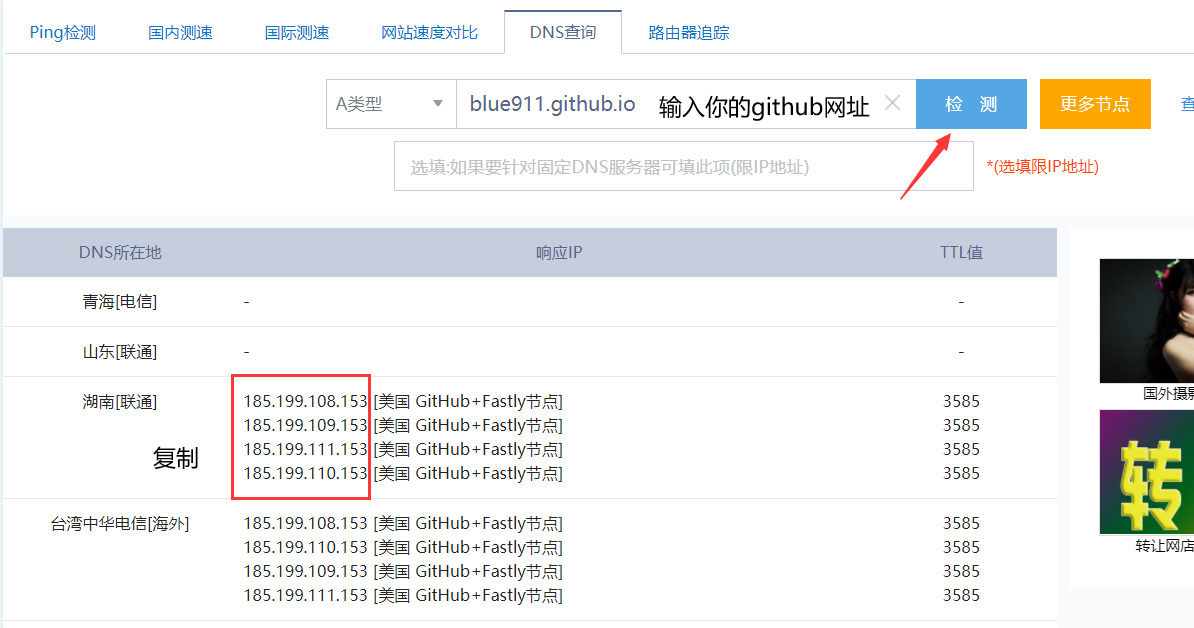 Ping检测 国内测速 国际测速 网站速度对比 DNS查询 路由器追踪
A类型 blue911.github.io 输入你的github网址 检 测 更多节点 查
选填:如果要针对固定DNS服务器可填此项(限IP地址) *(选填限IP地址)
DNS所在地 响应IP TTL值
青海[电信] - -
山东[联通] - -
湖南[联通] 185.199.108.153 [美国 GitHub+Fastly节点] 3585
185.199.109.153 [美国 GitHub+Fastly节点] 3585
复制 185.199.111.153 [美国 GitHub+Fastly节点] 3585
185.199.110.153 [美国 GitHub+Fastly节点] 3585
台湾中华电信[海外] 185.199.108.153 [美国 GitHub+Fastly节点] 3585
185.199.110.153 [美国 GitHub+Fastly节点] 3585
185.199.109.153 [美国 GitHub+Fastly节点] 3585
185.199.111.153 [美国 GitHub+Fastly节点] 3585
国外摄影
转
转让网店